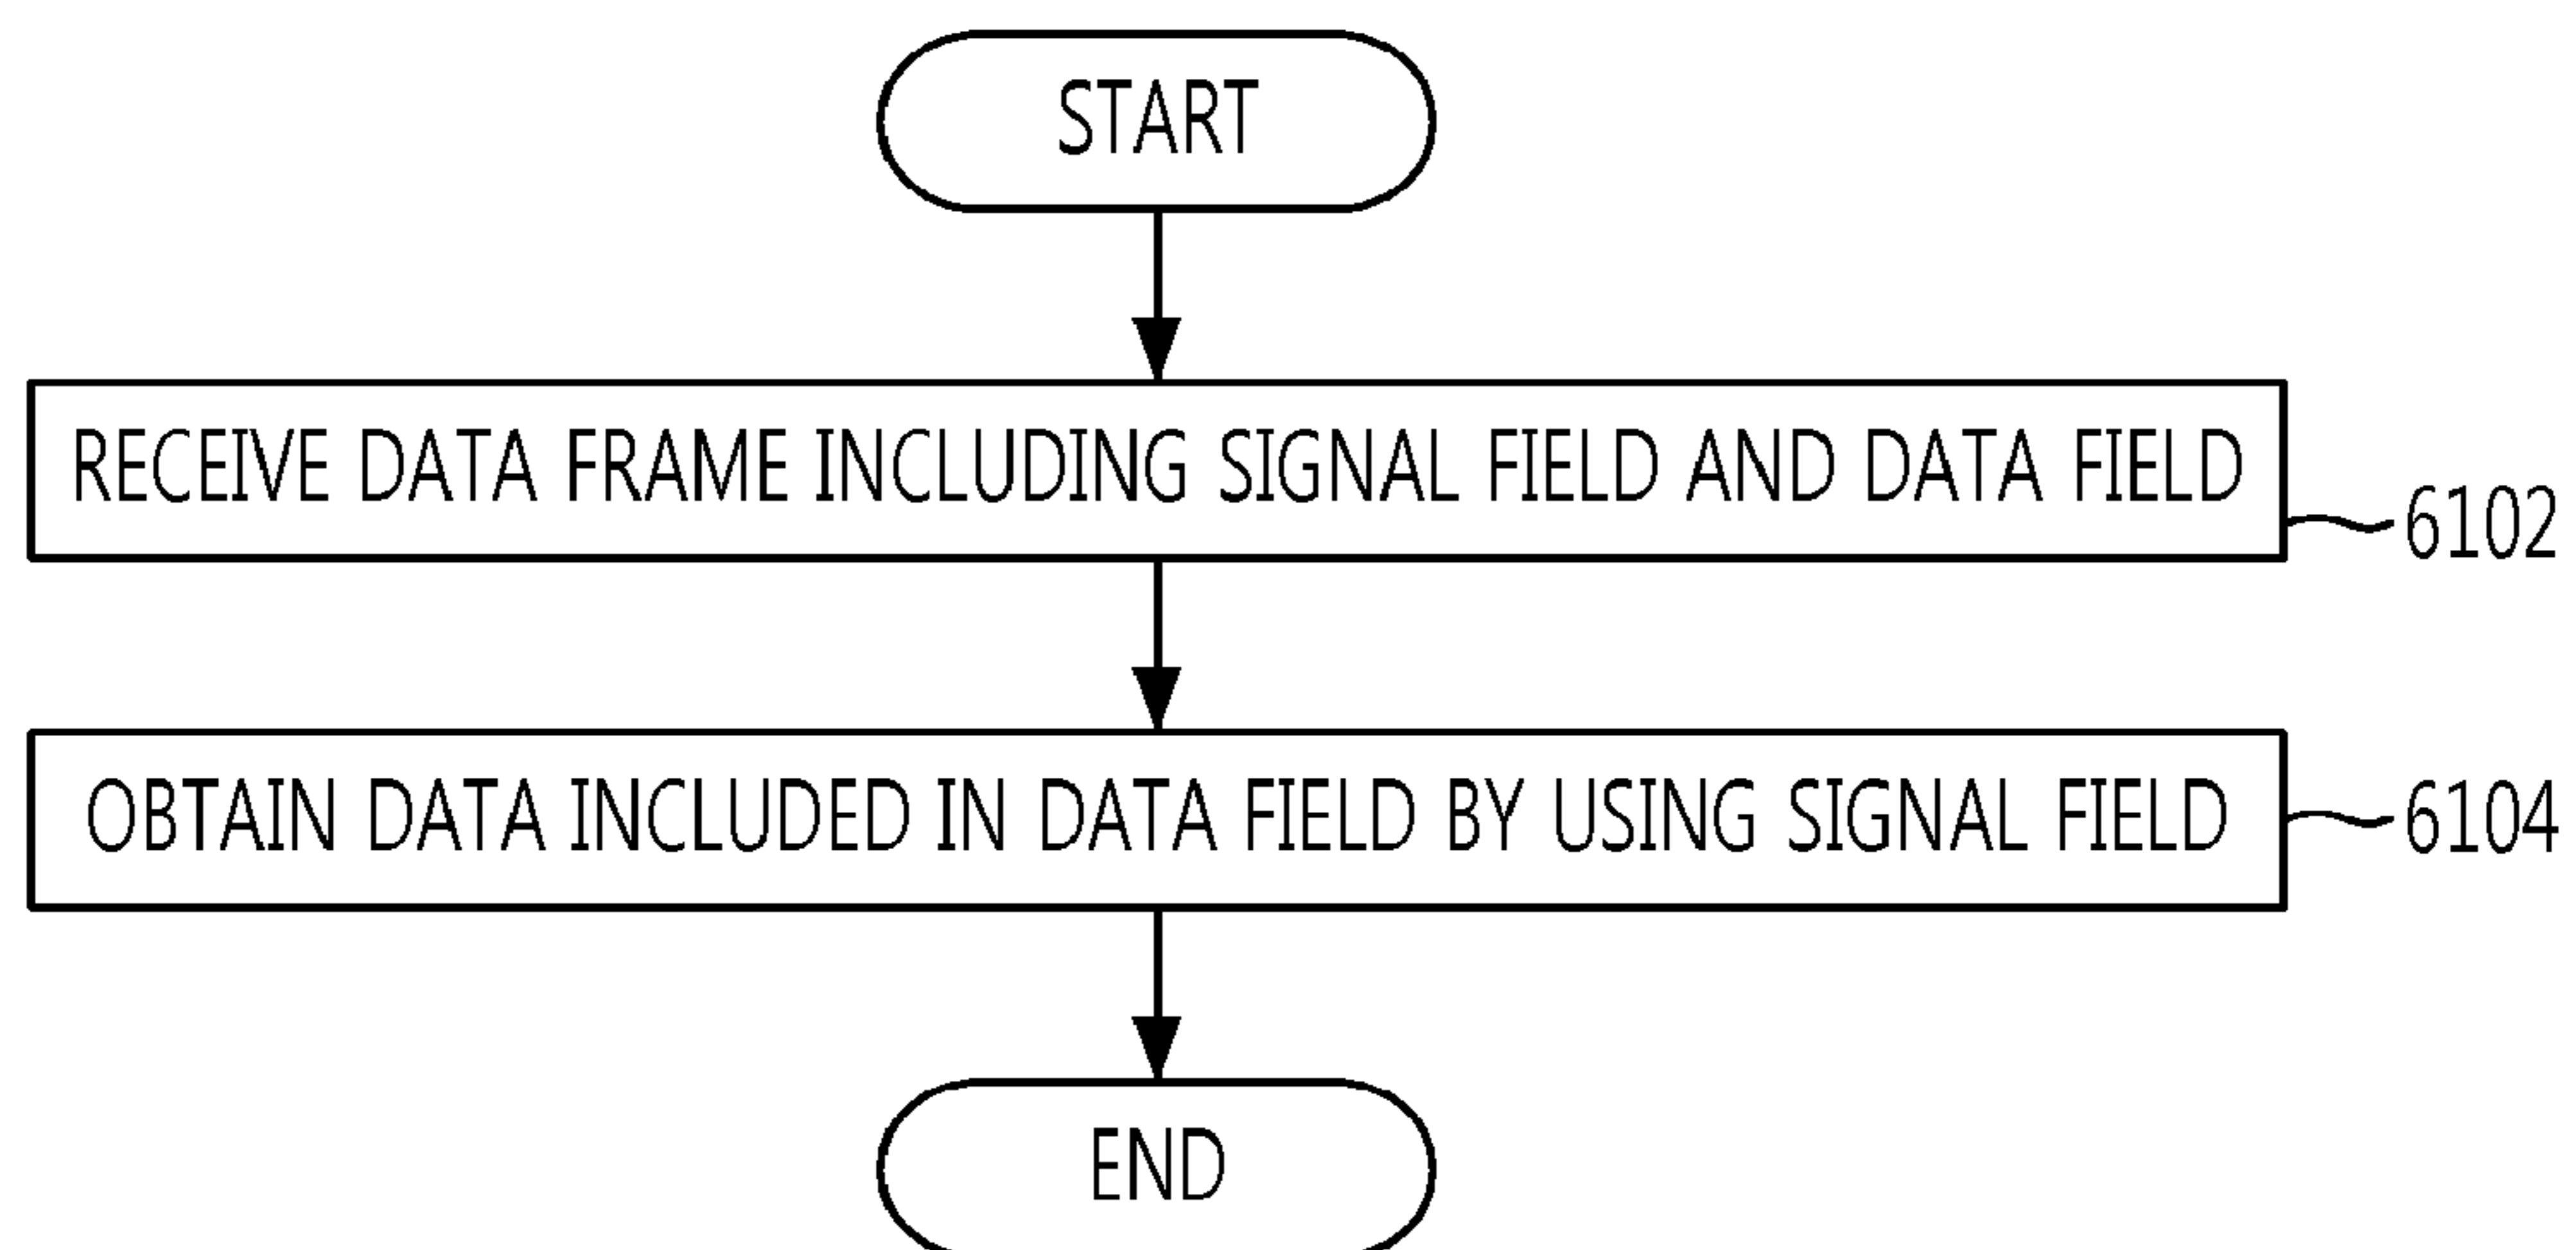 START
RECEIVE DATA FRAME INCLUDING SIGNAL FIELD AND DATA FIELD
6102
OBTAIN DATA INCLUDED IN DATA FIELD BY USING SIGNAL FIELD
6104
END